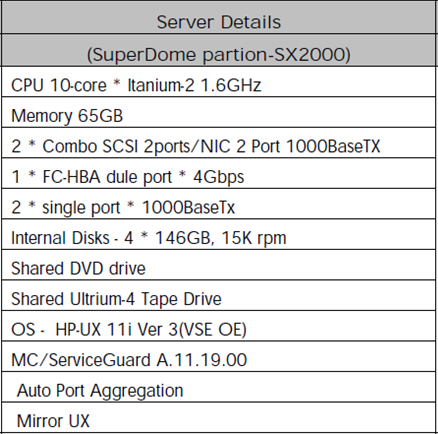 Server Details
(SuperDome partion-SX2000)
CPU 10-core * Itanium-2 1.6GHz
Memory 65GB
2 * Combo SCSI 2ports/NIC 2 Port 1000BaseTX
1 * FC-HBA dule port * 4Gbps
2 * single port * 1000BaseTx
Internal Disks - 4 * 146GB, 15K rpm
Shared DVD drive
Shared Ultrium-4 Tape Drive
OS - HP-UX 11i Ver 3(VSE OE)
MC/ServiceGuard A.11.19.00
Auto Port Aggregation
Mirror UX